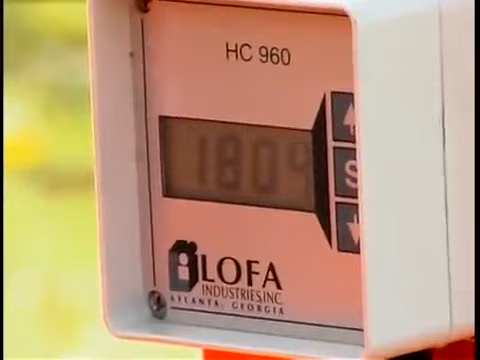 HC 960
1809
S
LOFA
INDUSTRIES,INC.
ATLANTA, GEORGIA